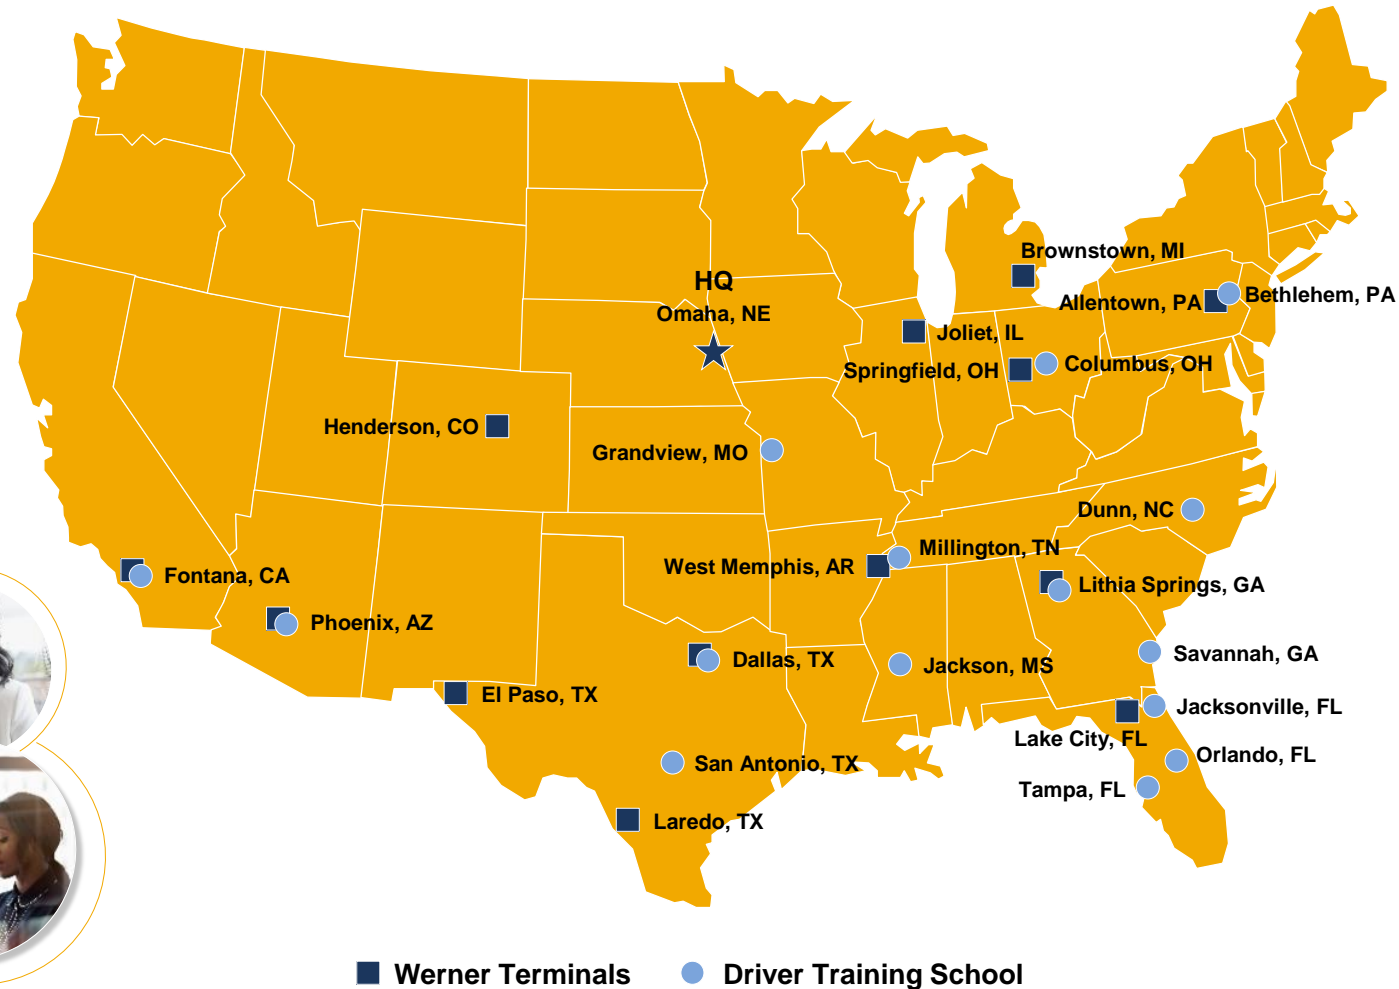 Brownstown, MI
HQ
Omaha, NE
Allentown, PA
Bethlehem, PA
Joliet, IL
Springfield, OH
Columbus, OH
Henderson, CO
Grandview, MO
Dunn, NC
Millington, TN
West Memphis, AR
Fontana, CA
Lithia Springs, GA
Phoenix, AZ
Dallas, TX
Jackson, MS
Savannah, GA
El Paso, TX
Jacksonville, FL
Lake City, FL
Orlando, FL
San Antonio, TX
Tampa, FL
Laredo, TX
Werner Terminals
Driver Training School